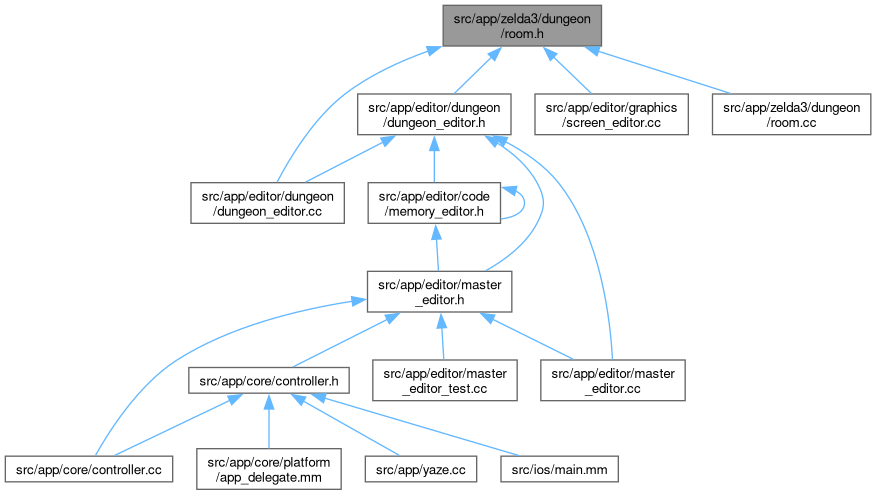 src/app/zelda3/dungeon
/room.h
src/app/editor/dungeon
/dungeon_editor.h
src/app/editor/graphics
/screen_editor.cc
src/app/zelda3/dungeon
/room.cc
src/app/editor/dungeon
/dungeon_editor.cc
src/app/editor/code
/memory_editor.h
src/app/editor/master
_editor.h
src/app/core/controller.h
src/app/editor/master
_editor_test.cc
src/app/editor/master
_editor.cc
src/app/core/controller.cc
src/app/core/platform
/app_delegate.mm
src/app/yaze.cc
src/ios/main.mm